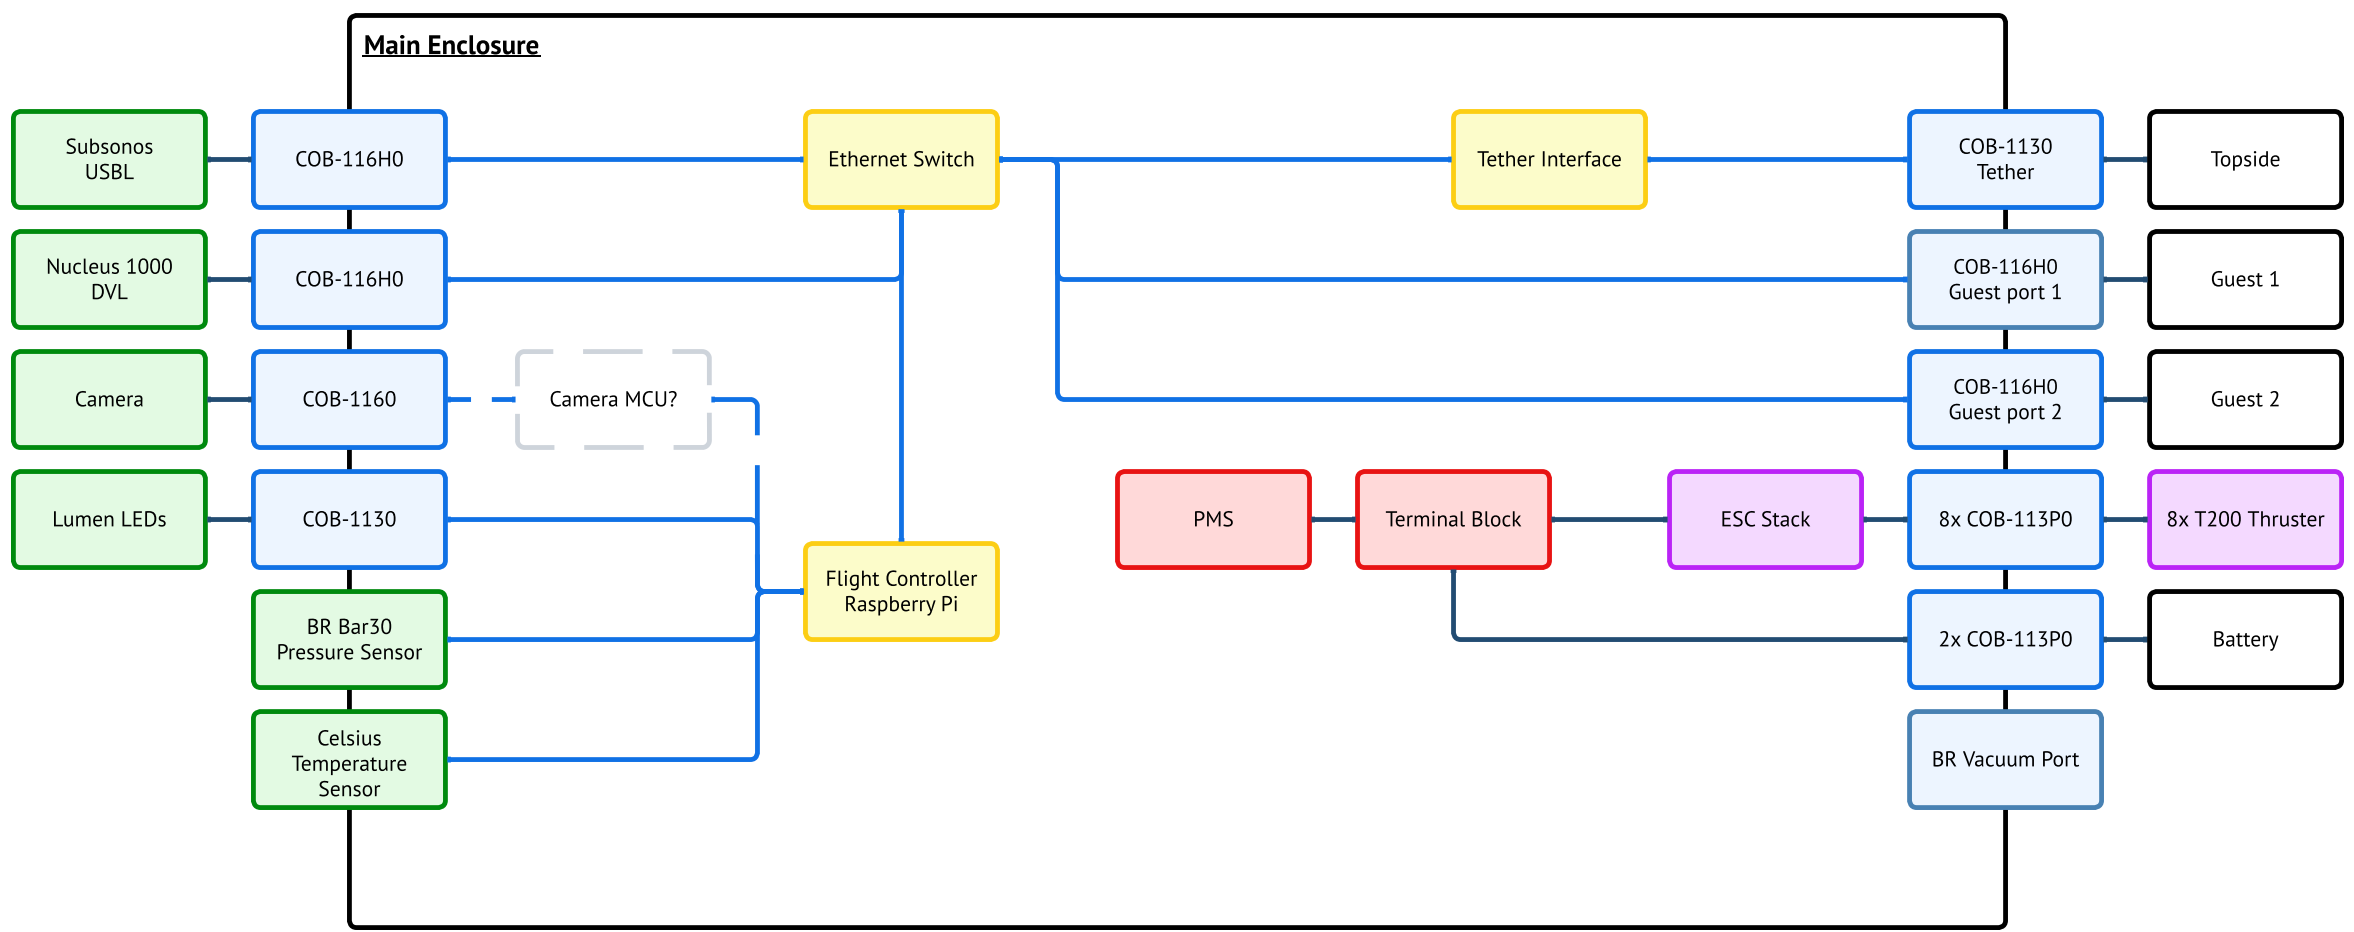 Main Enclosure
Subsonos
USBL
COB-116H0
Ethernet Switch
Tether Interface
COB-1130
Tether
Topside
Nucleus 1000
DVL
COB-116H0
COB-116H0
Guest port 1
Guest 1
Camera
COB-1160
Camera MCU?
COB-116H0
Guest port 2
Guest 2
Lumen LEDs
COB-1130
PMS
Terminal Block
ESC Stack
8x COB-113P0
8x T200 Thruster
Flight Controller
Raspberry Pi
BR Bar30
Pressure Sensor
2x COB-113P0
Battery
Celsius
Temperature
Sensor
BR Vacuum Port